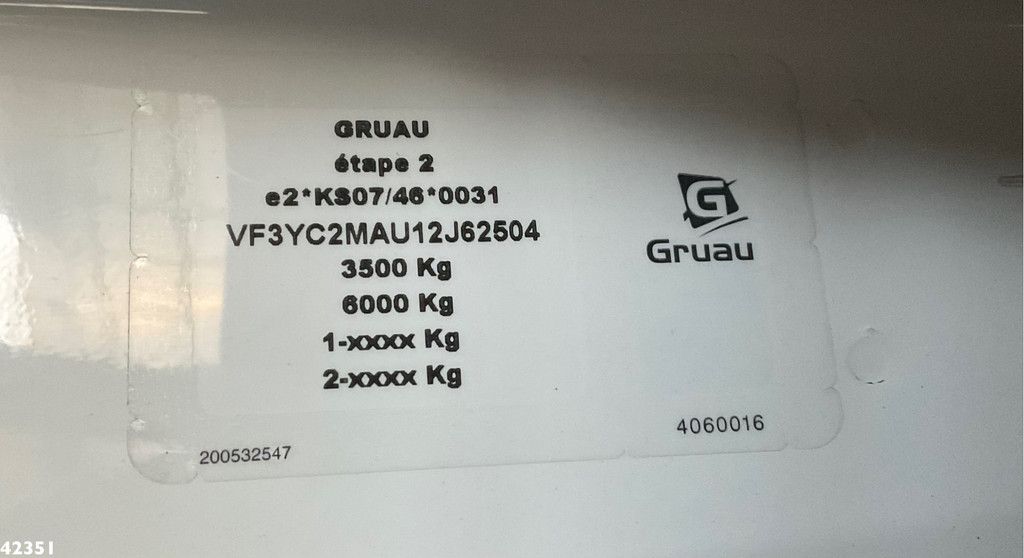 GRUAU
étape 2
e2*KS07/46*0031
VF3YC2MAU12J62504
3500 Kg
6000 Kg
1-xxxx Kg
2-xxxx Kg
G
Gruau
4060016
200532547
42351